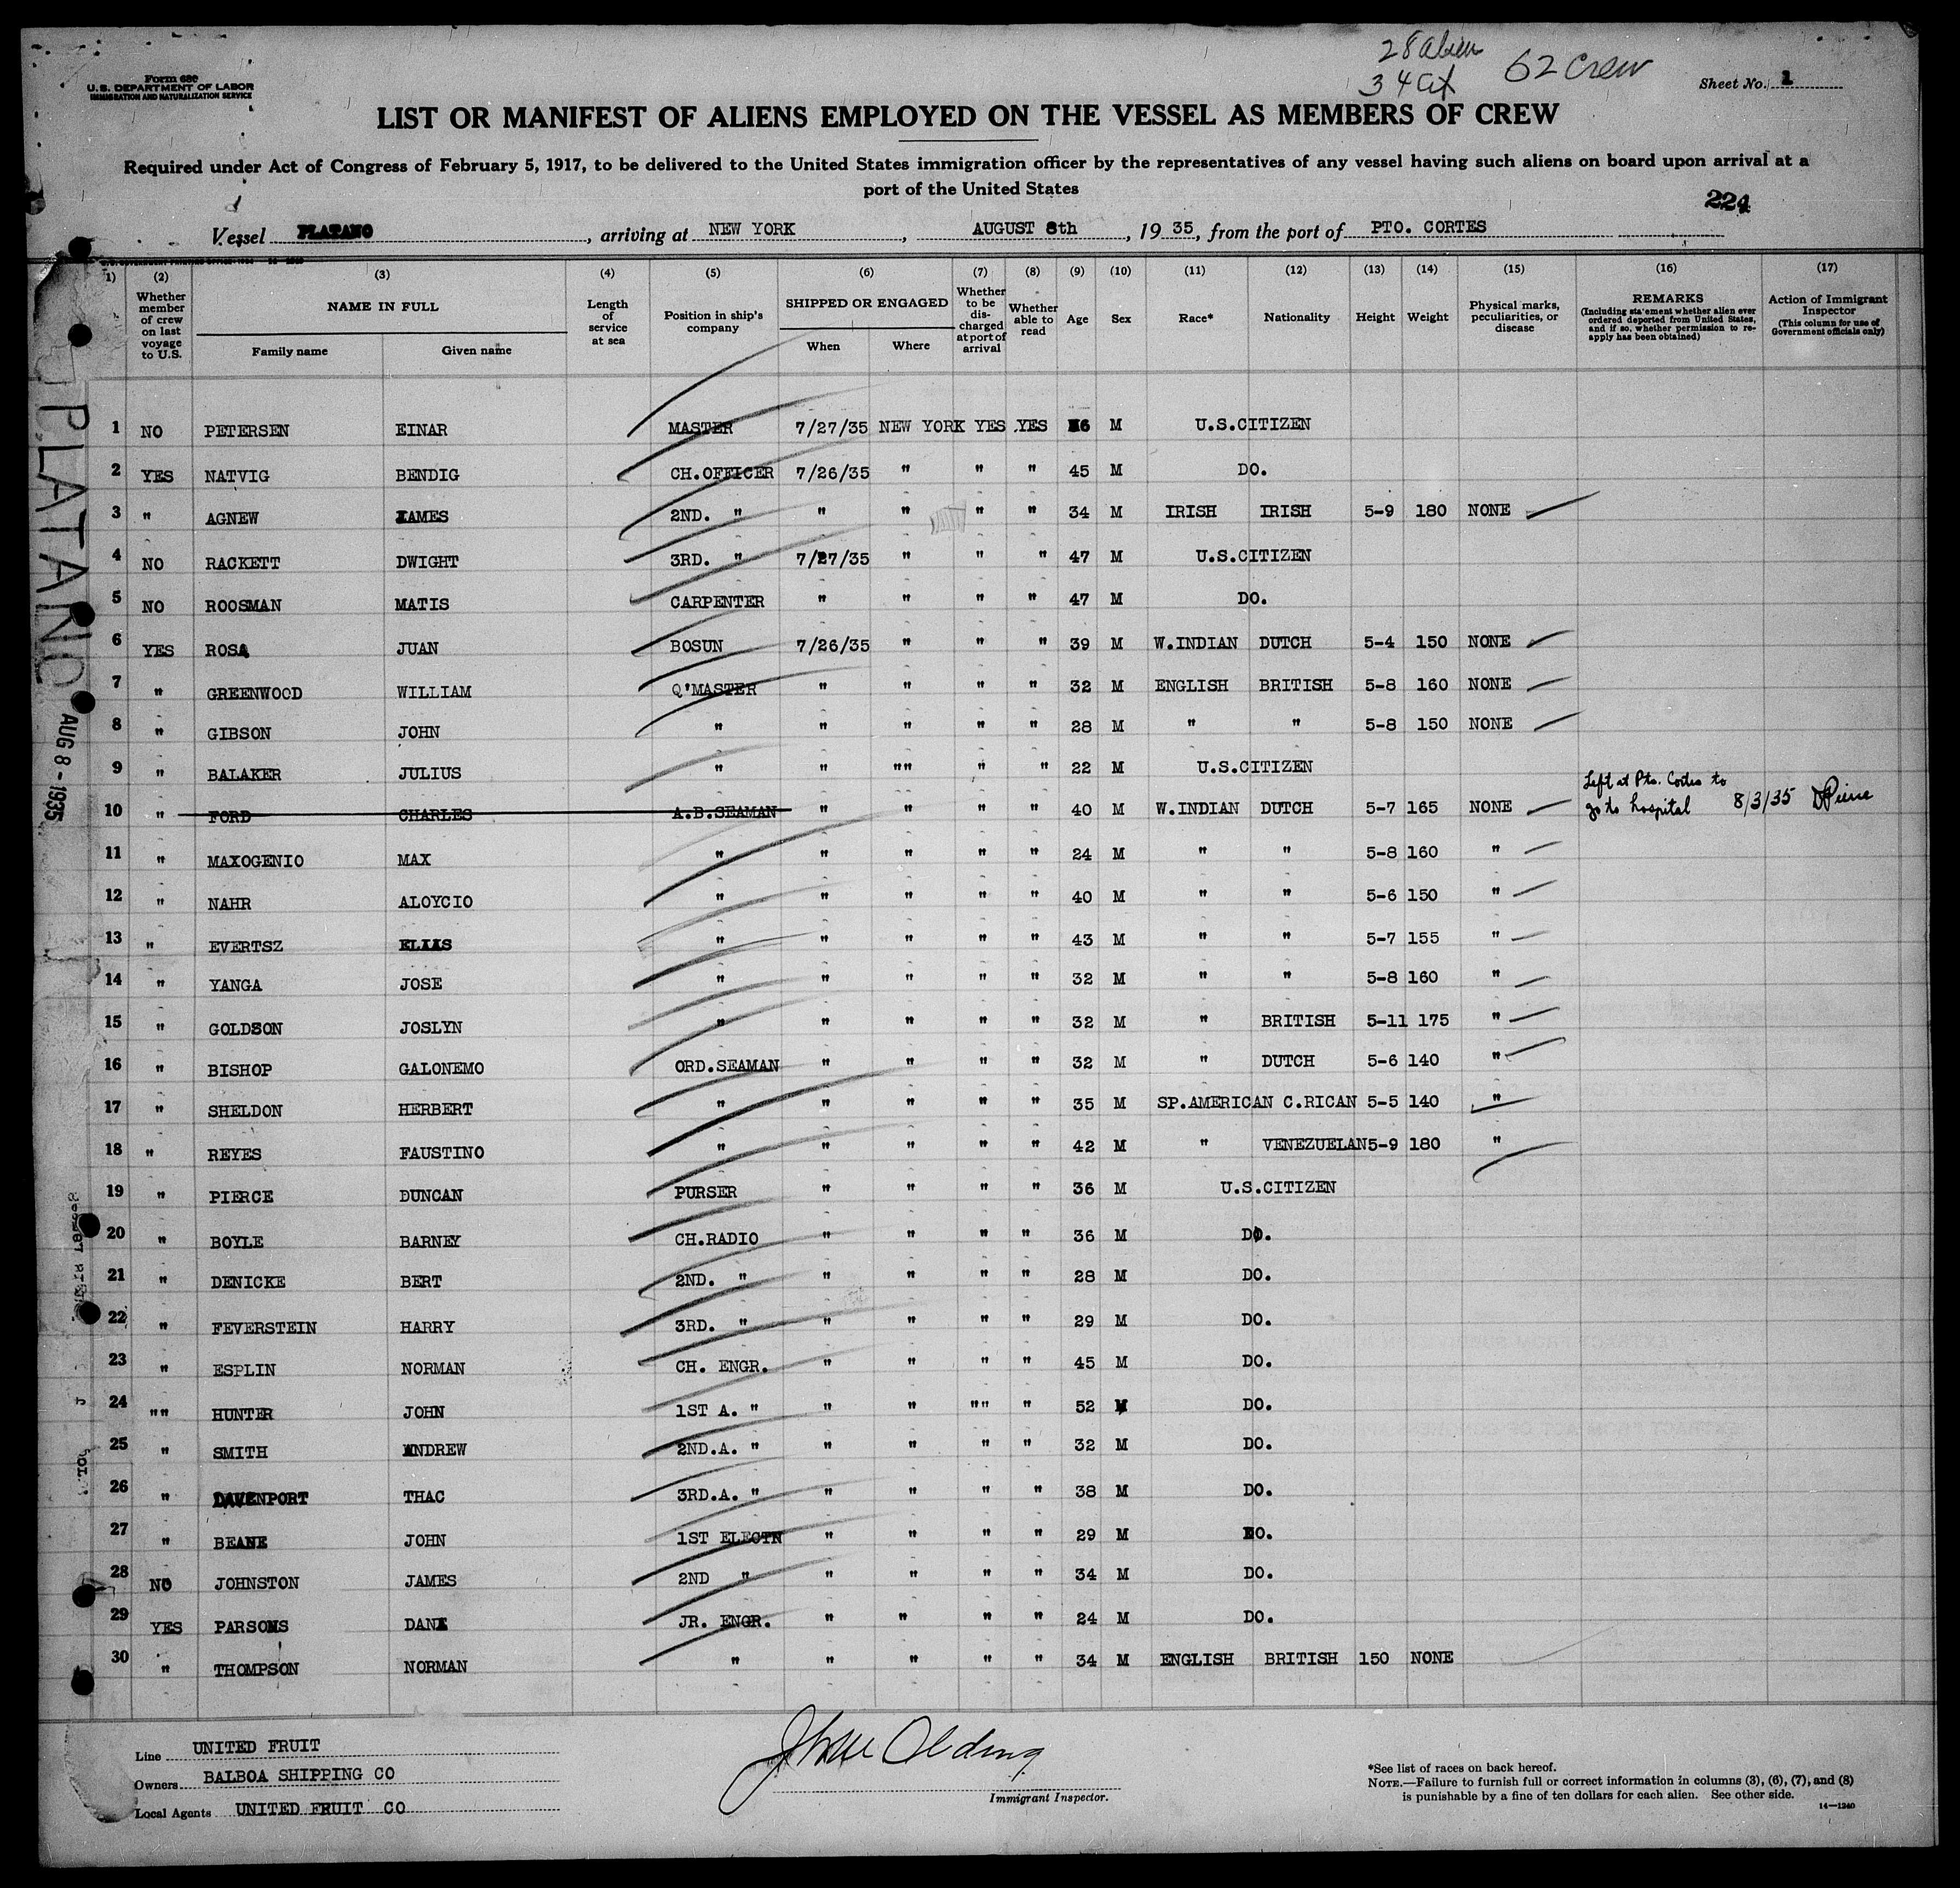 28 alien
34 Cit
62 Crew
Form 680
U.S. DEPARTMENT OF LABOR
IMMIGRATION AND NATURALIZATION SERVICE
Sheet No. 1
LIST OR MANIFEST OF ALIENS EMPLOYED ON THE VESSEL AS MEMBERS OF CREW
Required under Act of Congress of February 5, 1917, to be delivered to the United States immigration officer by the representatives of any vessel having such aliens on board upon arrival at a
port of the United States
224
Vessel PLATANO, arriving at NEW YORK, AUGUST 8th, 1935, from the port of PTO. CORTES
(1) (2) (3) (4) (5) (6) (7) (8) (9) (10) (11) (12) (13) (14) (15) (16) (17)
Whether member of crew on last voyage to U.S.
NAME IN FULL
Family name Given name
Length of service at sea
Position in ship's company
SHIPPED OR ENGAGED
When Where
Whether to be discharged at port of arrival
Whether able to read
Age
Sex
Race*
Nationality
Height
Weight
Physical marks, peculiarities, or disease
REMARKS
(Including statement whether alien ever ordered deported from United States, and if so, whether permission to reapply has been obtained)
Action of Immigrant Inspector
(This column for use of Government officials only)
1 NO PETERSEN EINAR MASTER 7/27/35 NEW YORK YES YES 6 M U.S.CITIZEN
2 YES NATVIG BENDIG CH.OFFICER 7/26/35 " " " 45 M DO.
3 " AGNEW JAMES 2ND. " " " " " 34 M IRISH IRISH 5-9 180 NONE
4 NO RACKETT DWIGHT 3RD. " 7/27/35 " " " 47 M U.S.CITIZEN
5 NO ROOSMAN MATIS CARPENTER " " " " 47 M DO.
6 YES ROSA JUAN BOSUN 7/26/35 " " " 39 M W.INDIAN DUTCH 5-4 150 NONE
7 " GREENWOOD WILLIAM Q'MASTER " " " " 32 M ENGLISH BRITISH 5-8 160 NONE
8 " GIBSON JOHN " " " " " 28 M " " 5-8 150 NONE
9 " BALAKER JULIUS " " "" " " 22 M U.S.CITIZEN
10 " FORD CHARLES A.B.SEAMAN " " " " 40 M W.INDIAN DUTCH 5-7 165 NONE Left at Pto. Cortes to go to hospital 8/3/35 DPierce
11 " MAXOGENIO MAX " " " " " 24 M " " 5-8 160 "
12 " NAHR ALOYCIO " " " " " 40 M " " 5-6 150 "
13 " EVERTSZ ELIAS " " " " " 43 M " " 5-7 155 "
14 " YANGA JOSE " " " " " 32 M " " 5-8 160 "
15 " GOLDSON JOSLYN " " " " " 32 M " BRITISH 5-11 175 "
16 " BISHOP GALONEMO ORD.SEAMAN " " " " 32 M " DUTCH 5-6 140 "
17 " SHELDON HERBERT " " " " " 35 M SP.AMERICAN C.RICAN 5-5 140 "
18 " REYES FAUSTINO " " " " " 42 M " VENEZUELAN 5-9 180 "
19 " PIERCE DUNCAN PURSER " " " " 36 M U.S.CITIZEN
20 " BOYLE BARNEY CH.RADIO " " " " 36 M DO.
21 " DENICKE BERT 2ND. " " " " " 28 M DO.
22 " FEVERSTEIN HARRY 3RD. " " " " " 29 M DO.
23 " ESPLIN NORMAN CH. ENGR. " " " " 45 M DO.
24 "" HUNTER JOHN 1ST A. " " " "" " 52 M DO.
25 " SMITH ANDREW 2ND.A. " " " " " 32 M DO.
26 " DAVENPORT THAC 3RD.A. " " " " " 38 M DO.
27 " BEANE JOHN 1ST ELECTN " " " " 29 M DO.
28 NO JOHNSTON JAMES 2ND " " " " " 34 M DO.
29 YES PARSONS DANA JR. ENGR. " " " " 24 M DO.
30 " THOMPSON NORMAN " " " " " 34 M ENGLISH BRITISH 150 NONE
PLATANO
AUG 8 - 1935
Line UNITED FRUIT
Owners BALBOA SHIPPING CO
Local Agents UNITED FRUIT CO
Immigrant Inspector.
*See list of races on back hereof.
NOTE.—Failure to furnish full or correct information in columns (3), (6), (7), and (8)
is punishable by a fine of ten dollars for each alien. See other side.
14—1240